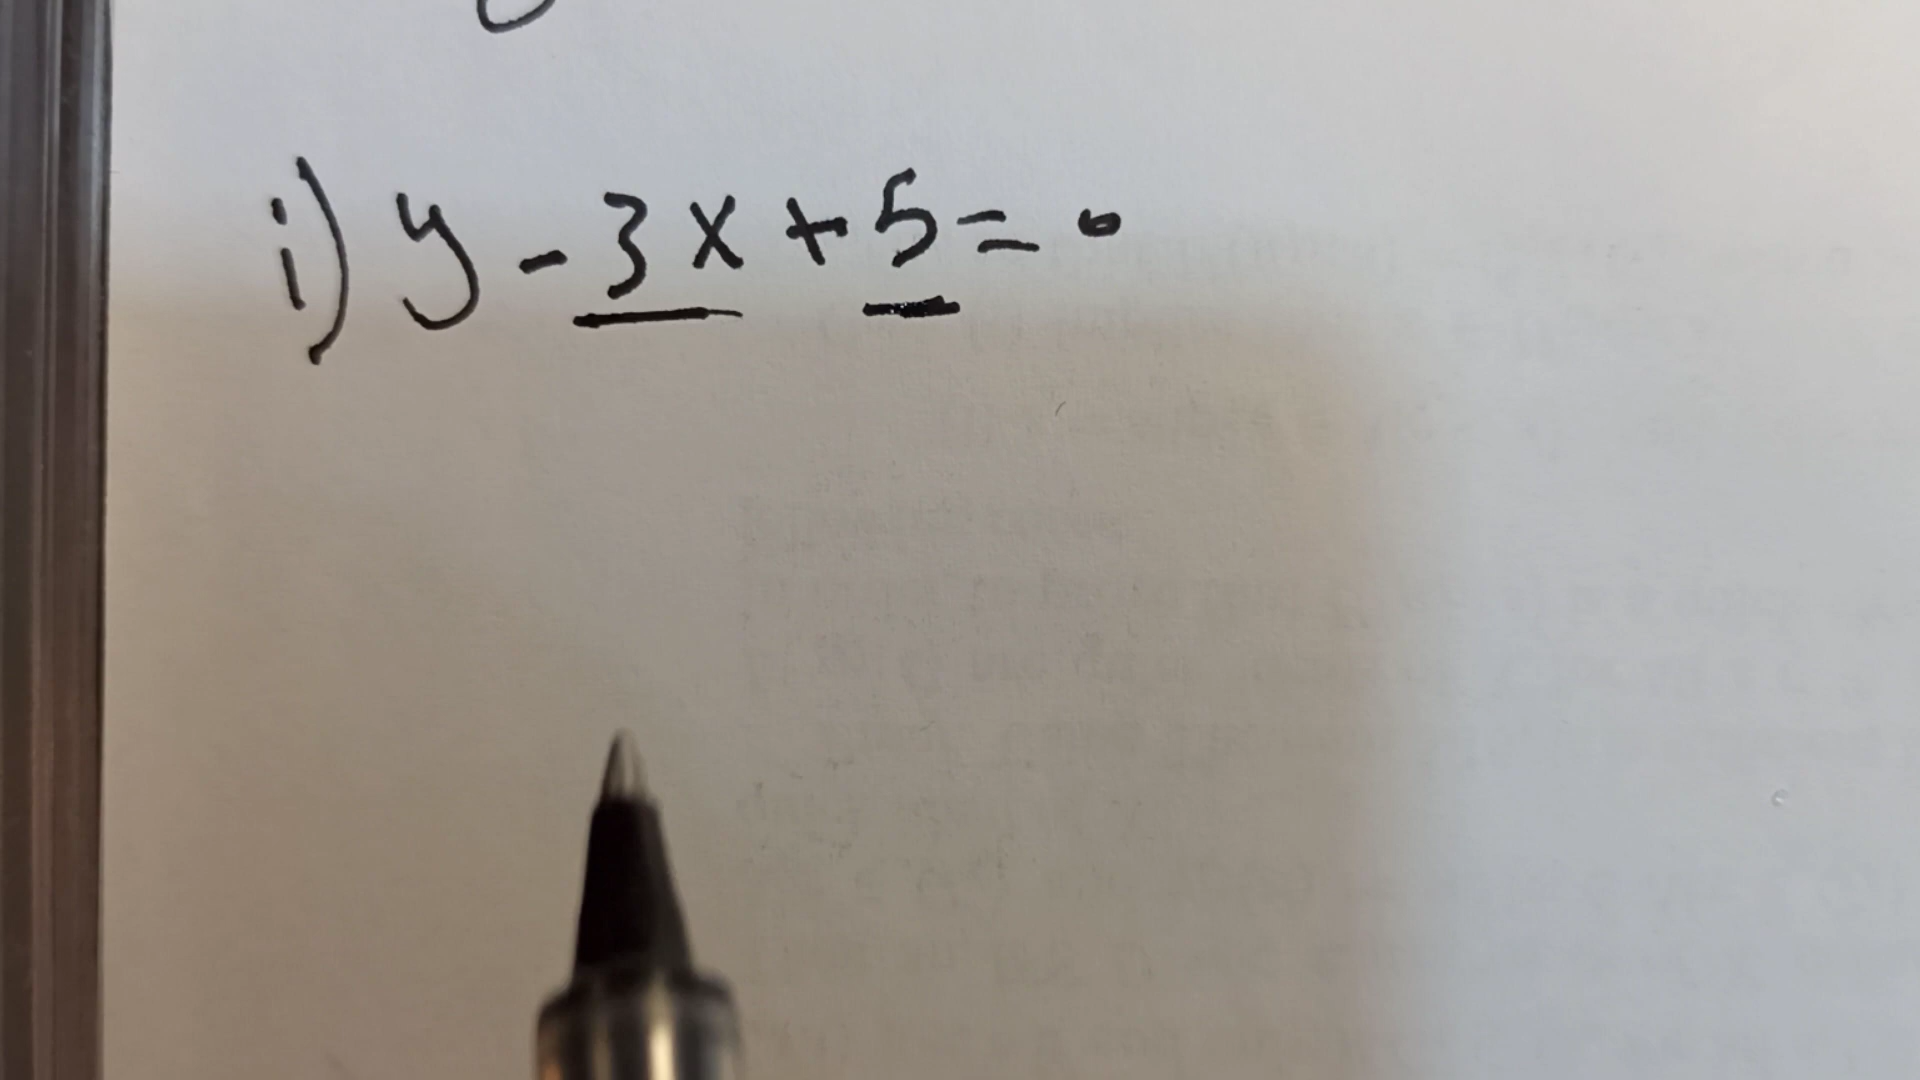 i) y - 3x + 5 = 0